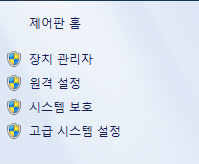 제어판 홈
장치 관리자
원격 설정
시스템 보호
고급 시스템 설정